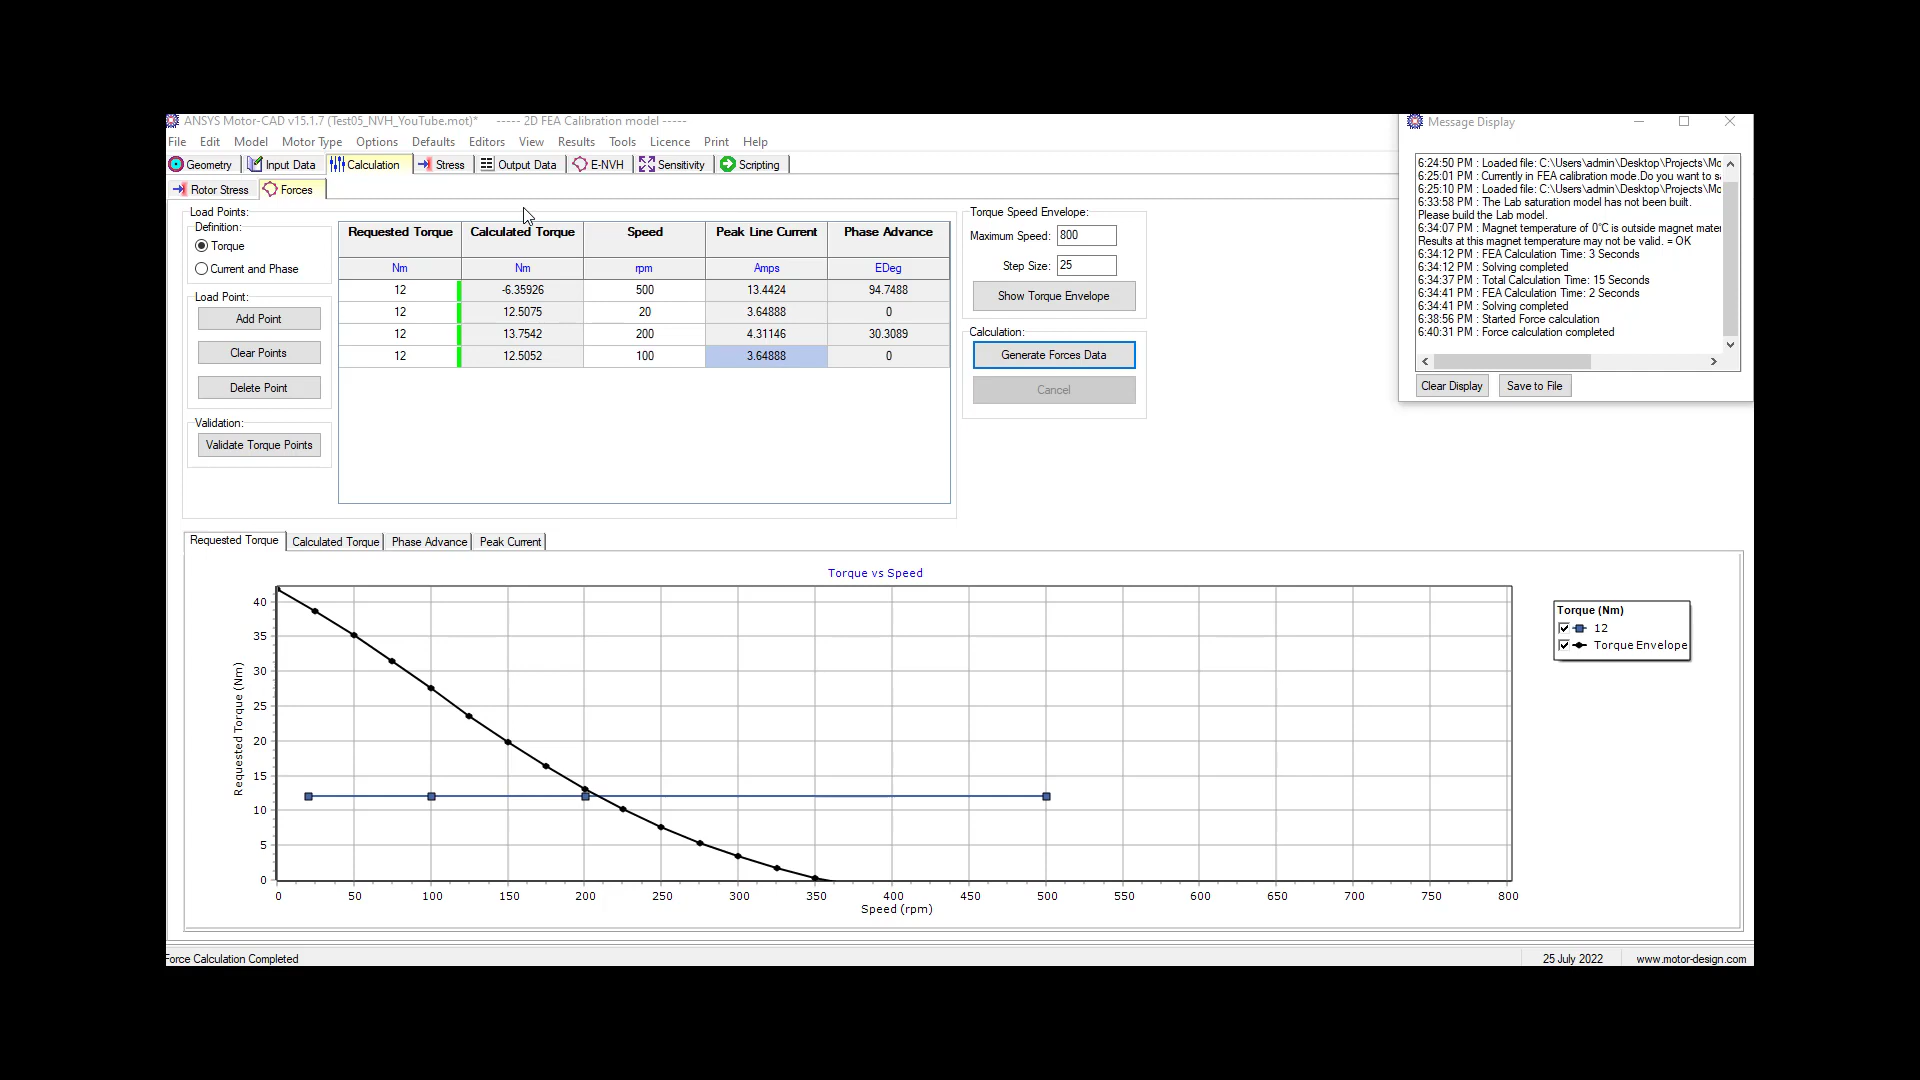 ANSYS Motor-CAD v15.1.7 (Test05_NVH_YouTube.mot)* ----- 2D FEA Calibration model -----
File Edit Model Motor Type Options Defaults Editors View Results Tools Licence Print Help
Geometry Input Data Calculation Stress Output Data E-NVH Sensitivity Scripting
Rotor Stress Forces
Load Points:
Definition:
Torque
Current and Phase
Load Point:
Add Point
Clear Points
Delete Point
Validation:
Validate Torque Points
Requested Torque Calculated Torque Speed Peak Line Current Phase Advance
Nm Nm rpm Amps EDeg
12 -6.35926 500 13.4424 94.7488
12 12.5075 20 3.64888 0
12 13.7542 200 4.31146 30.3089
12 12.5052 100 3.64888 0
Torque Speed Envelope:
Maximum Speed: 800
Step Size: 25
Show Torque Envelope
Calculation:
Generate Forces Data
Cancel
Message Display
6:24:50 PM : Loaded file: C:\Users\admin\Desktop\Projects\Mc
6:25:01 PM : Currently in FEA calibration mode.Do you want to s
6:25:10 PM : Loaded file: C:\Users\admin\Desktop\Projects\Mc
6:33:58 PM : The Lab saturation model has not been built.
Please build the Lab model.
6:34:07 PM : Magnet temperature of 0°C is outside magnet mater
Results at this magnet temperature may not be valid. = OK
6:34:12 PM : FEA Calculation Time: 3 Seconds
6:34:12 PM : Solving completed
6:34:37 PM : Total Calculation Time: 15 Seconds
6:34:41 PM : FEA Calculation Time: 2 Seconds
6:34:41 PM : Solving completed
6:38:56 PM : Started Force calculation
6:40:31 PM : Force calculation completed
Clear Display Save to File
Requested Torque Calculated Torque Phase Advance Peak Current
Torque vs Speed
Requested Torque (Nm)
40
35
30
25
20
15
10
5
0
0 50 100 150 200 250 300 350 400 450 500 550 600 650 700 750 800
Speed (rpm)
Torque (Nm)
12
Torque Envelope
Force Calculation Completed
25 July 2022
www.motor-design.com